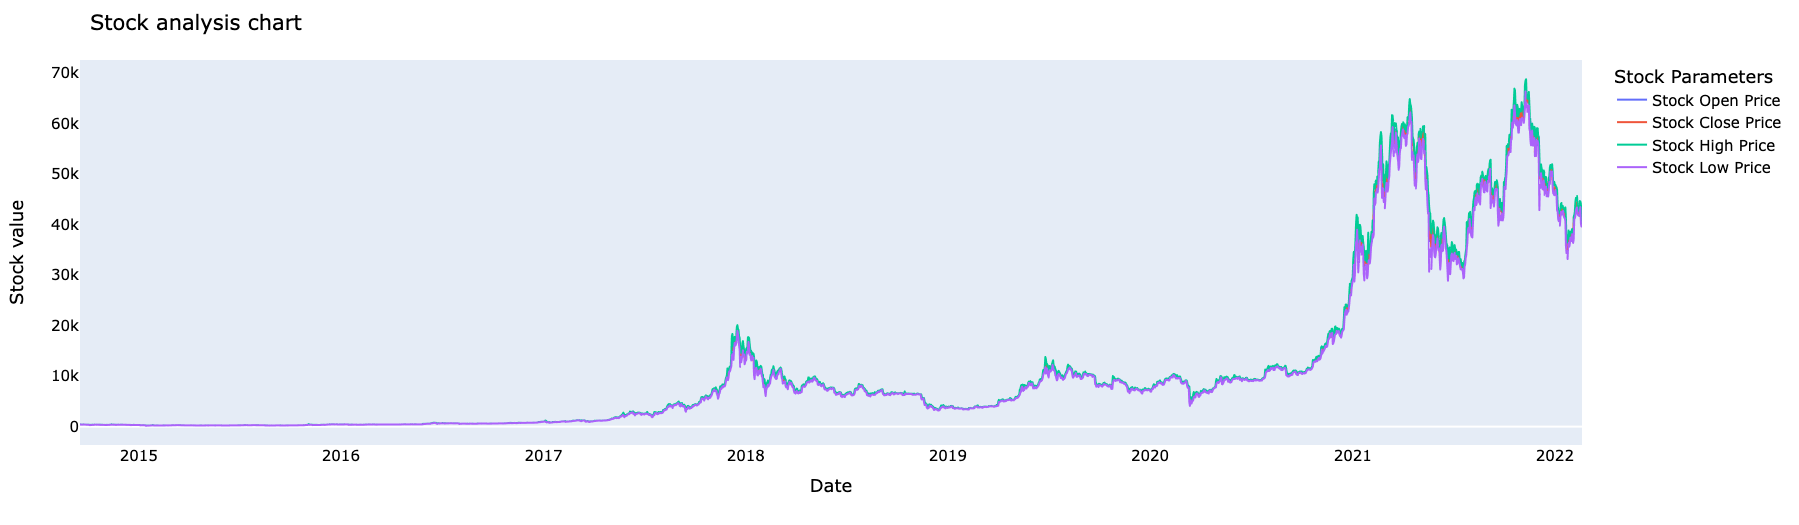 Stock analysis chart
Stock value
70k
60k
50k
40k
30k
20k
10k
0
2015 2016 2017 2018 2019 2020 2021 2022
Date
Stock Parameters
Stock Open Price
Stock Close Price
Stock High Price
Stock Low Price